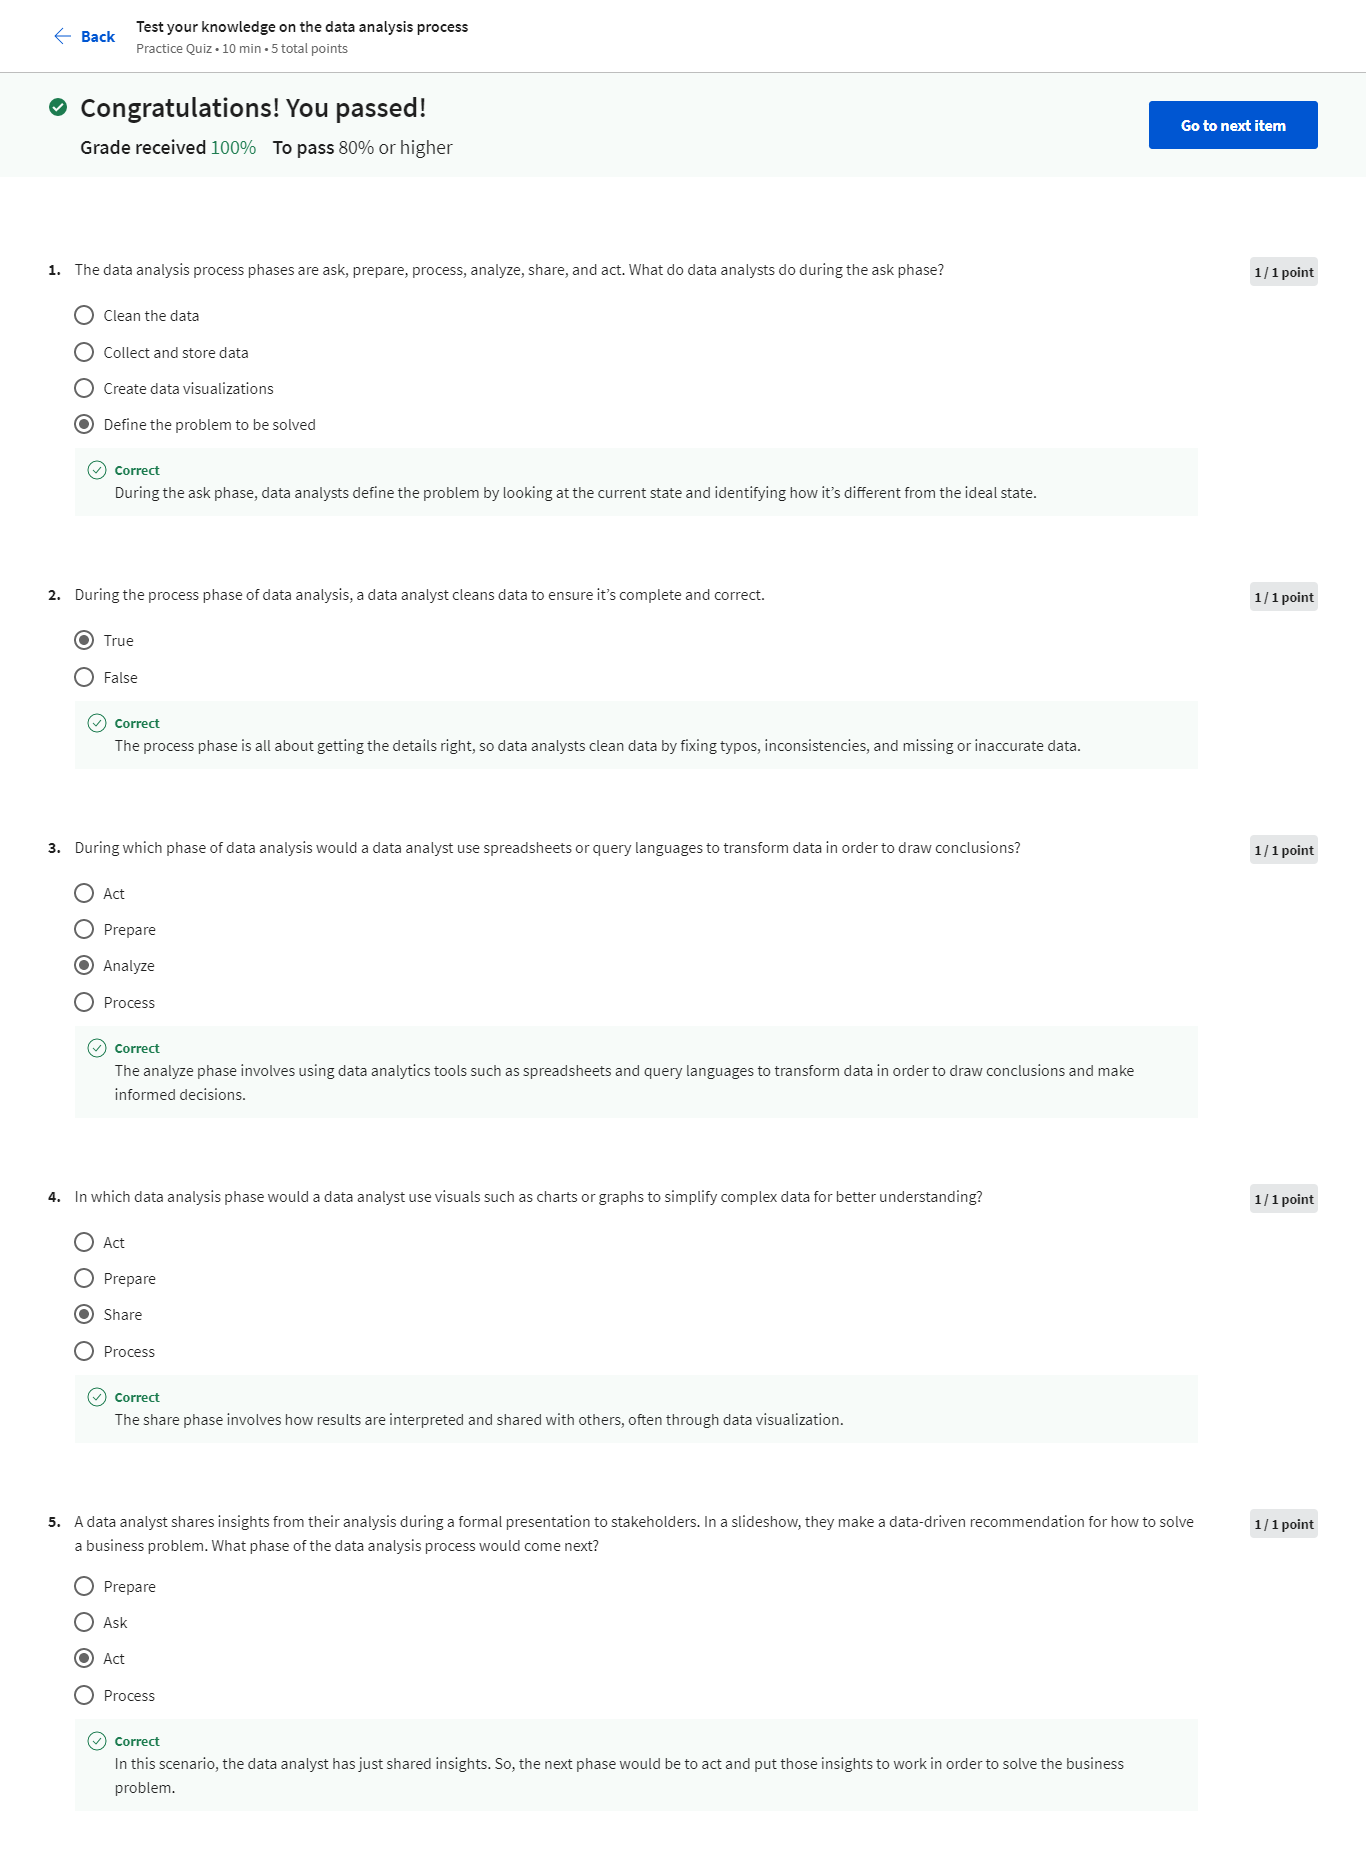 Back
Test your knowledge on the data analysis process
Practice Quiz • 10 min • 5 total points
Congratulations! You passed!
Grade received 100% To pass 80% or higher
Go to next item
1. The data analysis process phases are ask, prepare, process, analyze, share, and act. What do data analysts do during the ask phase?
1 / 1 point
Clean the data
Collect and store data
Create data visualizations
Define the problem to be solved
Correct
During the ask phase, data analysts define the problem by looking at the current state and identifying how it’s different from the ideal state.
2. During the process phase of data analysis, a data analyst cleans data to ensure it’s complete and correct.
1 / 1 point
True
False
Correct
The process phase is all about getting the details right, so data analysts clean data by fixing typos, inconsistencies, and missing or inaccurate data.
3. During which phase of data analysis would a data analyst use spreadsheets or query languages to transform data in order to draw conclusions?
1 / 1 point
Act
Prepare
Analyze
Process
Correct
The analyze phase involves using data analytics tools such as spreadsheets and query languages to transform data in order to draw conclusions and make
informed decisions.
4. In which data analysis phase would a data analyst use visuals such as charts or graphs to simplify complex data for better understanding?
1 / 1 point
Act
Prepare
Share
Process
Correct
The share phase involves how results are interpreted and shared with others, often through data visualization.
5. A data analyst shares insights from their analysis during a formal presentation to stakeholders. In a slideshow, they make a data-driven recommendation for how to solve
a business problem. What phase of the data analysis process would come next?
1 / 1 point
Prepare
Ask
Act
Process
Correct
In this scenario, the data analyst has just shared insights. So, the next phase would be to act and put those insights to work in order to solve the business
problem.